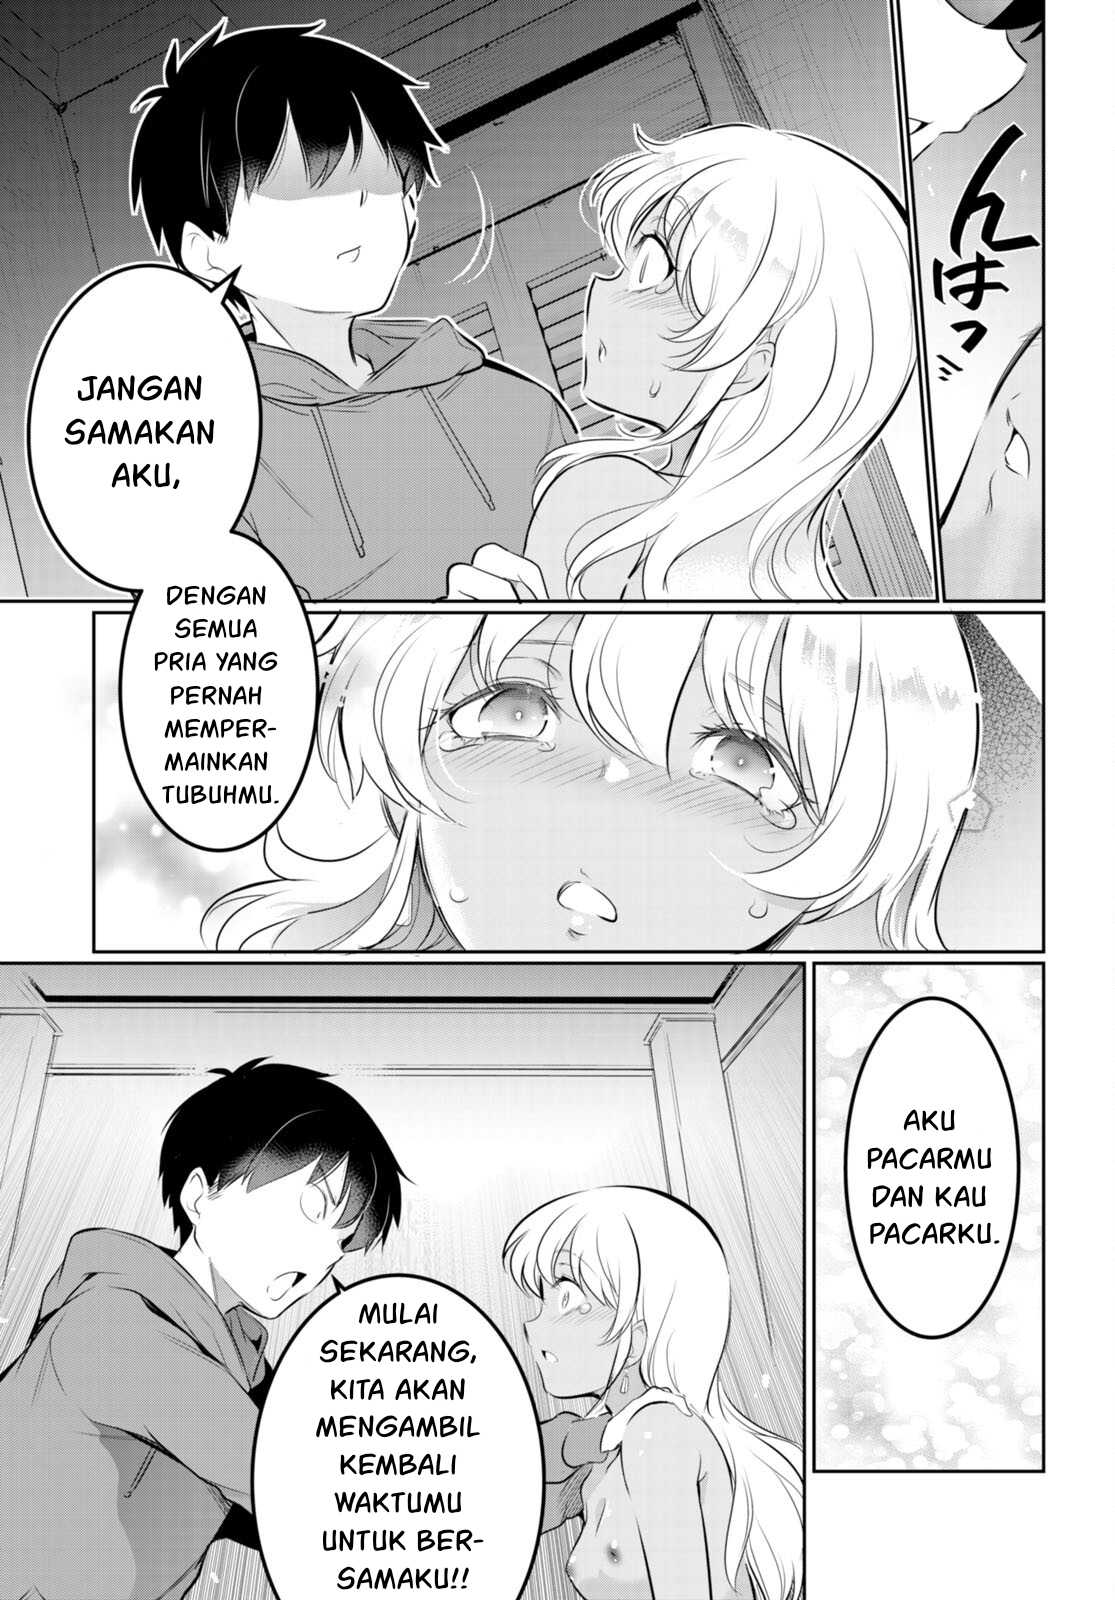 んはっ
JANGAN
SAMAKAN
AKU,
DENGAN
SEMUA
PRIA YANG
PERNAH
MEMPER-
MAINKAN
TUBUHMU.
AKU
PACARMU
DAN KAU
PACARKU.
MULAI
SEKARANG,
KITA AKAN
MENGAMBIL
KEMBALI
WAKTUMU
UNTUK BER-
SAMAKU!!